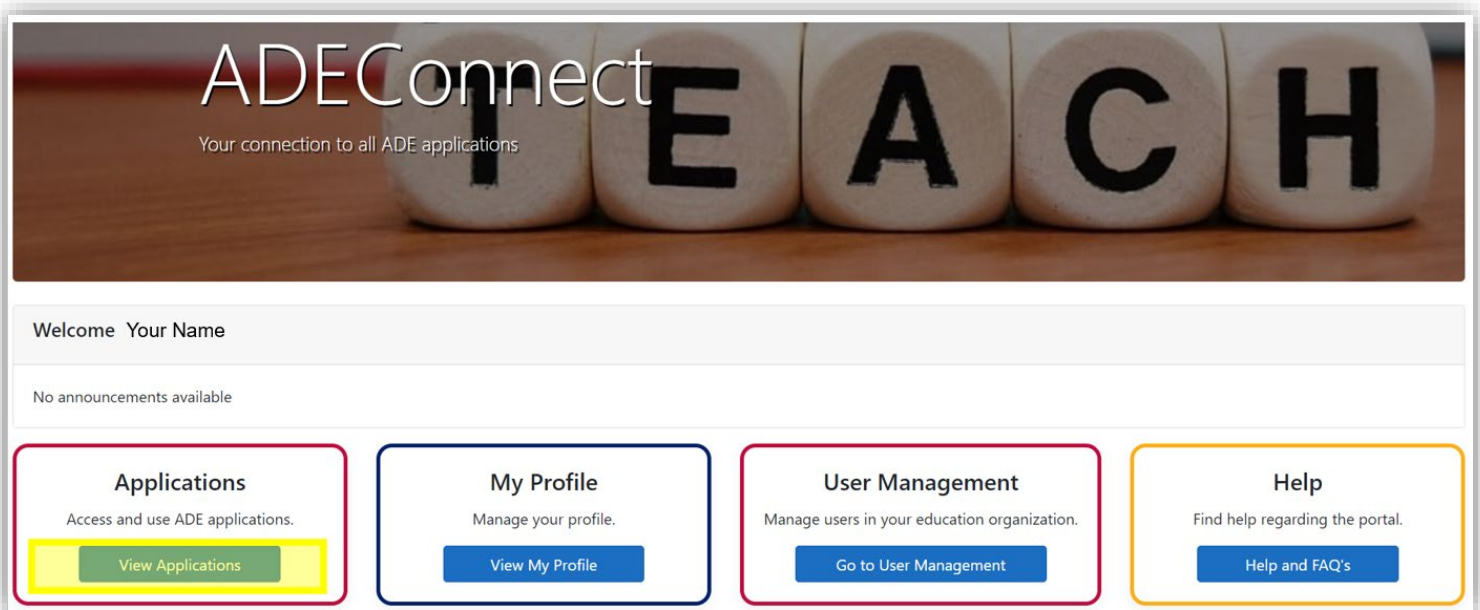 ADEConnect
Your connection to all ADE applications
TEACH
Welcome Your Name
No announcements available
Applications
Access and use ADE applications.
View Applications
My Profile
Manage your profile.
View My Profile
User Management
Manage users in your education organization.
Go to User Management
Help
Find help regarding the portal.
Help and FAQ's